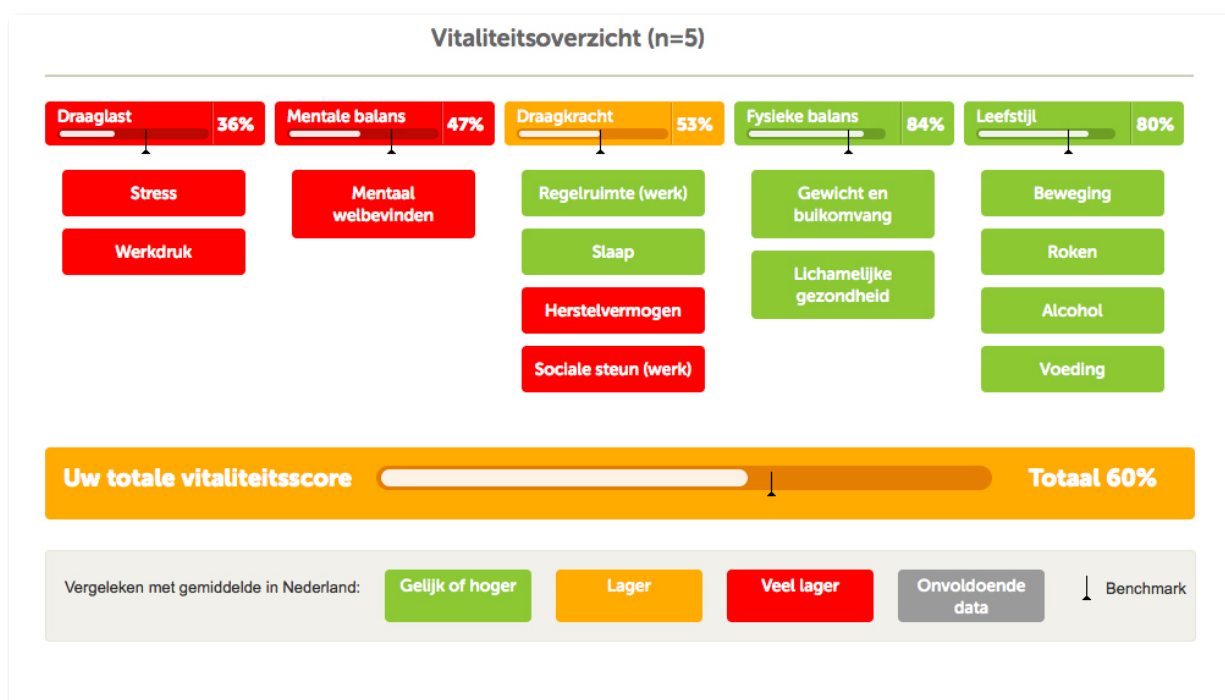 Vitaliteitsoverzicht (n=5)
Draaglast 36%
Mentale balans 47%
Draagkracht 53%
Fysieke balans 84%
Leefstijl 80%
Stress
Werkdruk
Mentaal
welbevinden
Regelruimte (werk)
Slaap
Herstelvermogen
Sociale steun (werk)
Gewicht en
buikomvang
Lichamelijke
gezondheid
Beweging
Roken
Alcohol
Voeding
Uw totale vitaliteitsscore Totaal 60%
Vergeleken met gemiddelde in Nederland:
Gelijk of hoger
Lager
Veel lager
Onvoldoende
data
Benchmark